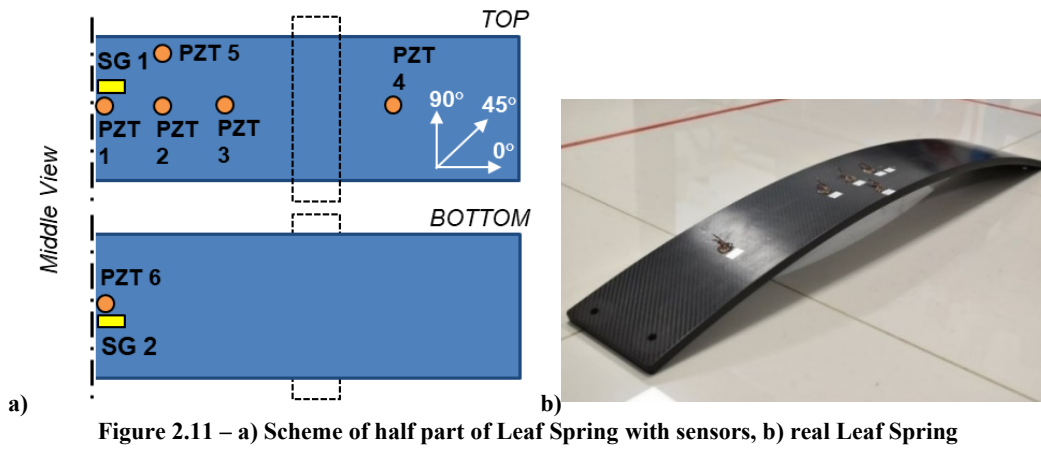 TOP
SG 1
PZT 5
PZT
4
90°
45°
0°
PZT
1
PZT
2
PZT
3
Middle View
BOTTOM
PZT 6
SG 2
a)
b)
Figure 2.11 – a) Scheme of half part of Leaf Spring with sensors, b) real Leaf Spring